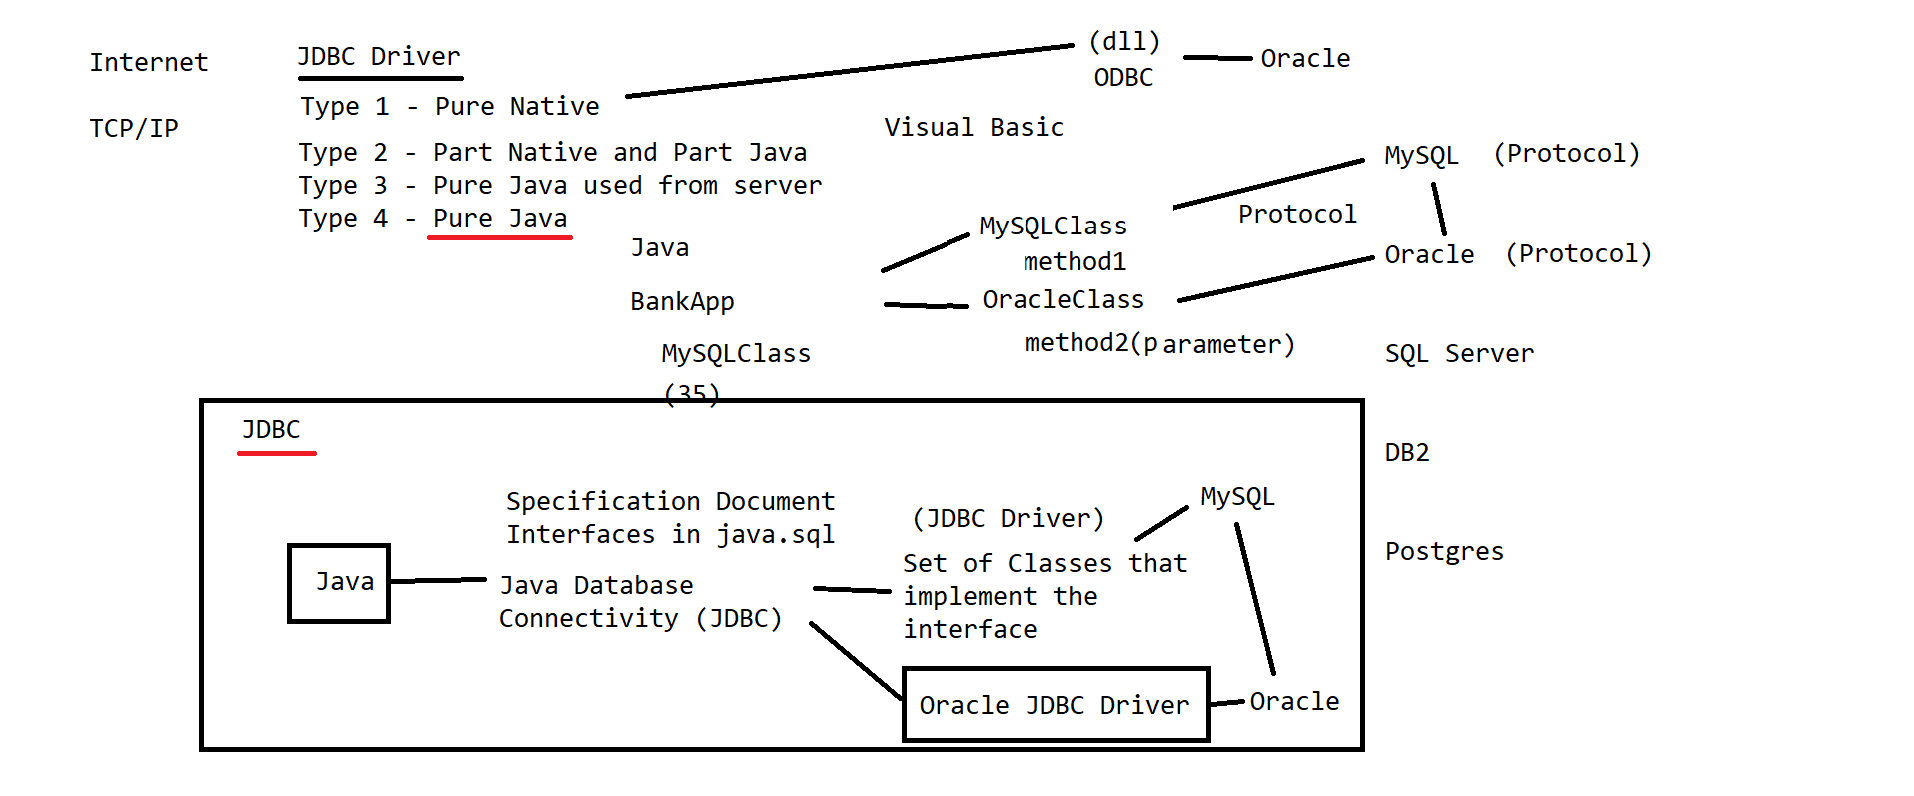 Internet
TCP/IP
JDBC Driver
Type 1 - Pure Native
Type 2 - Part Native and Part Java
Type 3 - Pure Java used from server
Type 4 - Pure Java
(dll)
ODBC
Oracle
Visual Basic
Java
BankApp
MySQLClass
(35)
MySQLClass
method1
OracleClass
method2(parameter)
Protocol
MySQL (Protocol)
Oracle (Protocol)
SQL Server
DB2
Postgres
JDBC
Java
Specification Document
Interfaces in java.sql
Java Database
Connectivity (JDBC)
(JDBC Driver)
Set of Classes that
implement the
interface
MySQL
Oracle JDBC Driver
Oracle